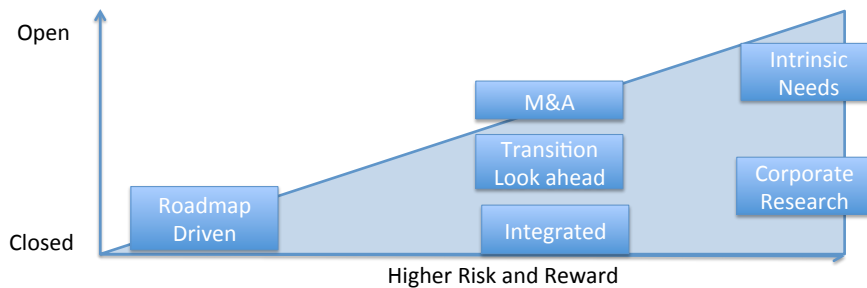 Open
Intrinsic
Needs
M&A
Transition
Look ahead
Corporate
Research
Roadmap
Driven
Integrated
Closed
Higher Risk and Reward